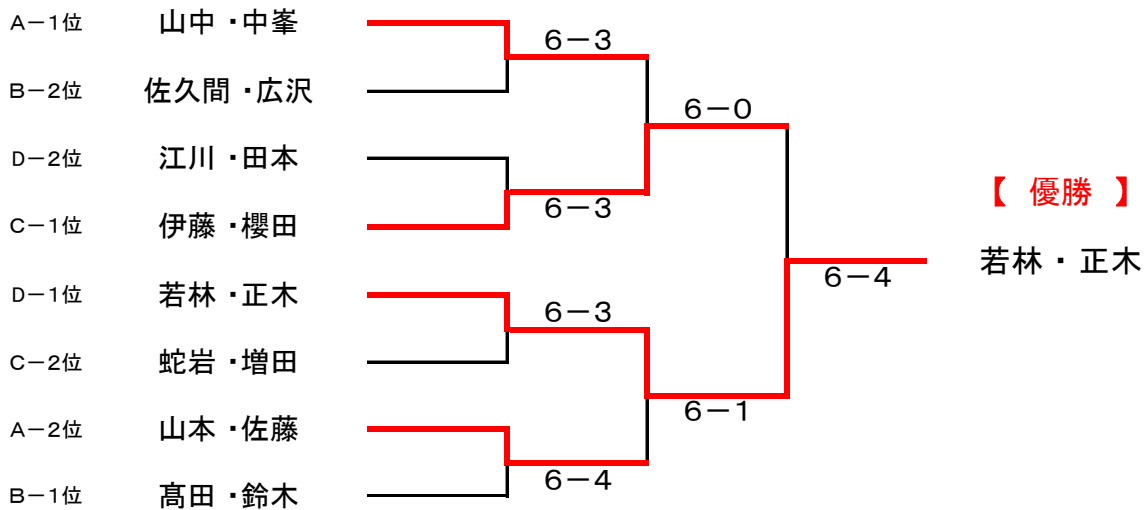 A－1位 山中・中峯
6－3
B－2位 佐久間・広沢
6－0
D－2位 江川・田本
【 優勝 】
6－3
C－1位 伊藤・櫻田
若林・正木
6－4
D－1位 若林・正木
6－3
C－2位 蛇岩・増田
6－1
A－2位 山本・佐藤
6－4
B－1位 髙田・鈴木